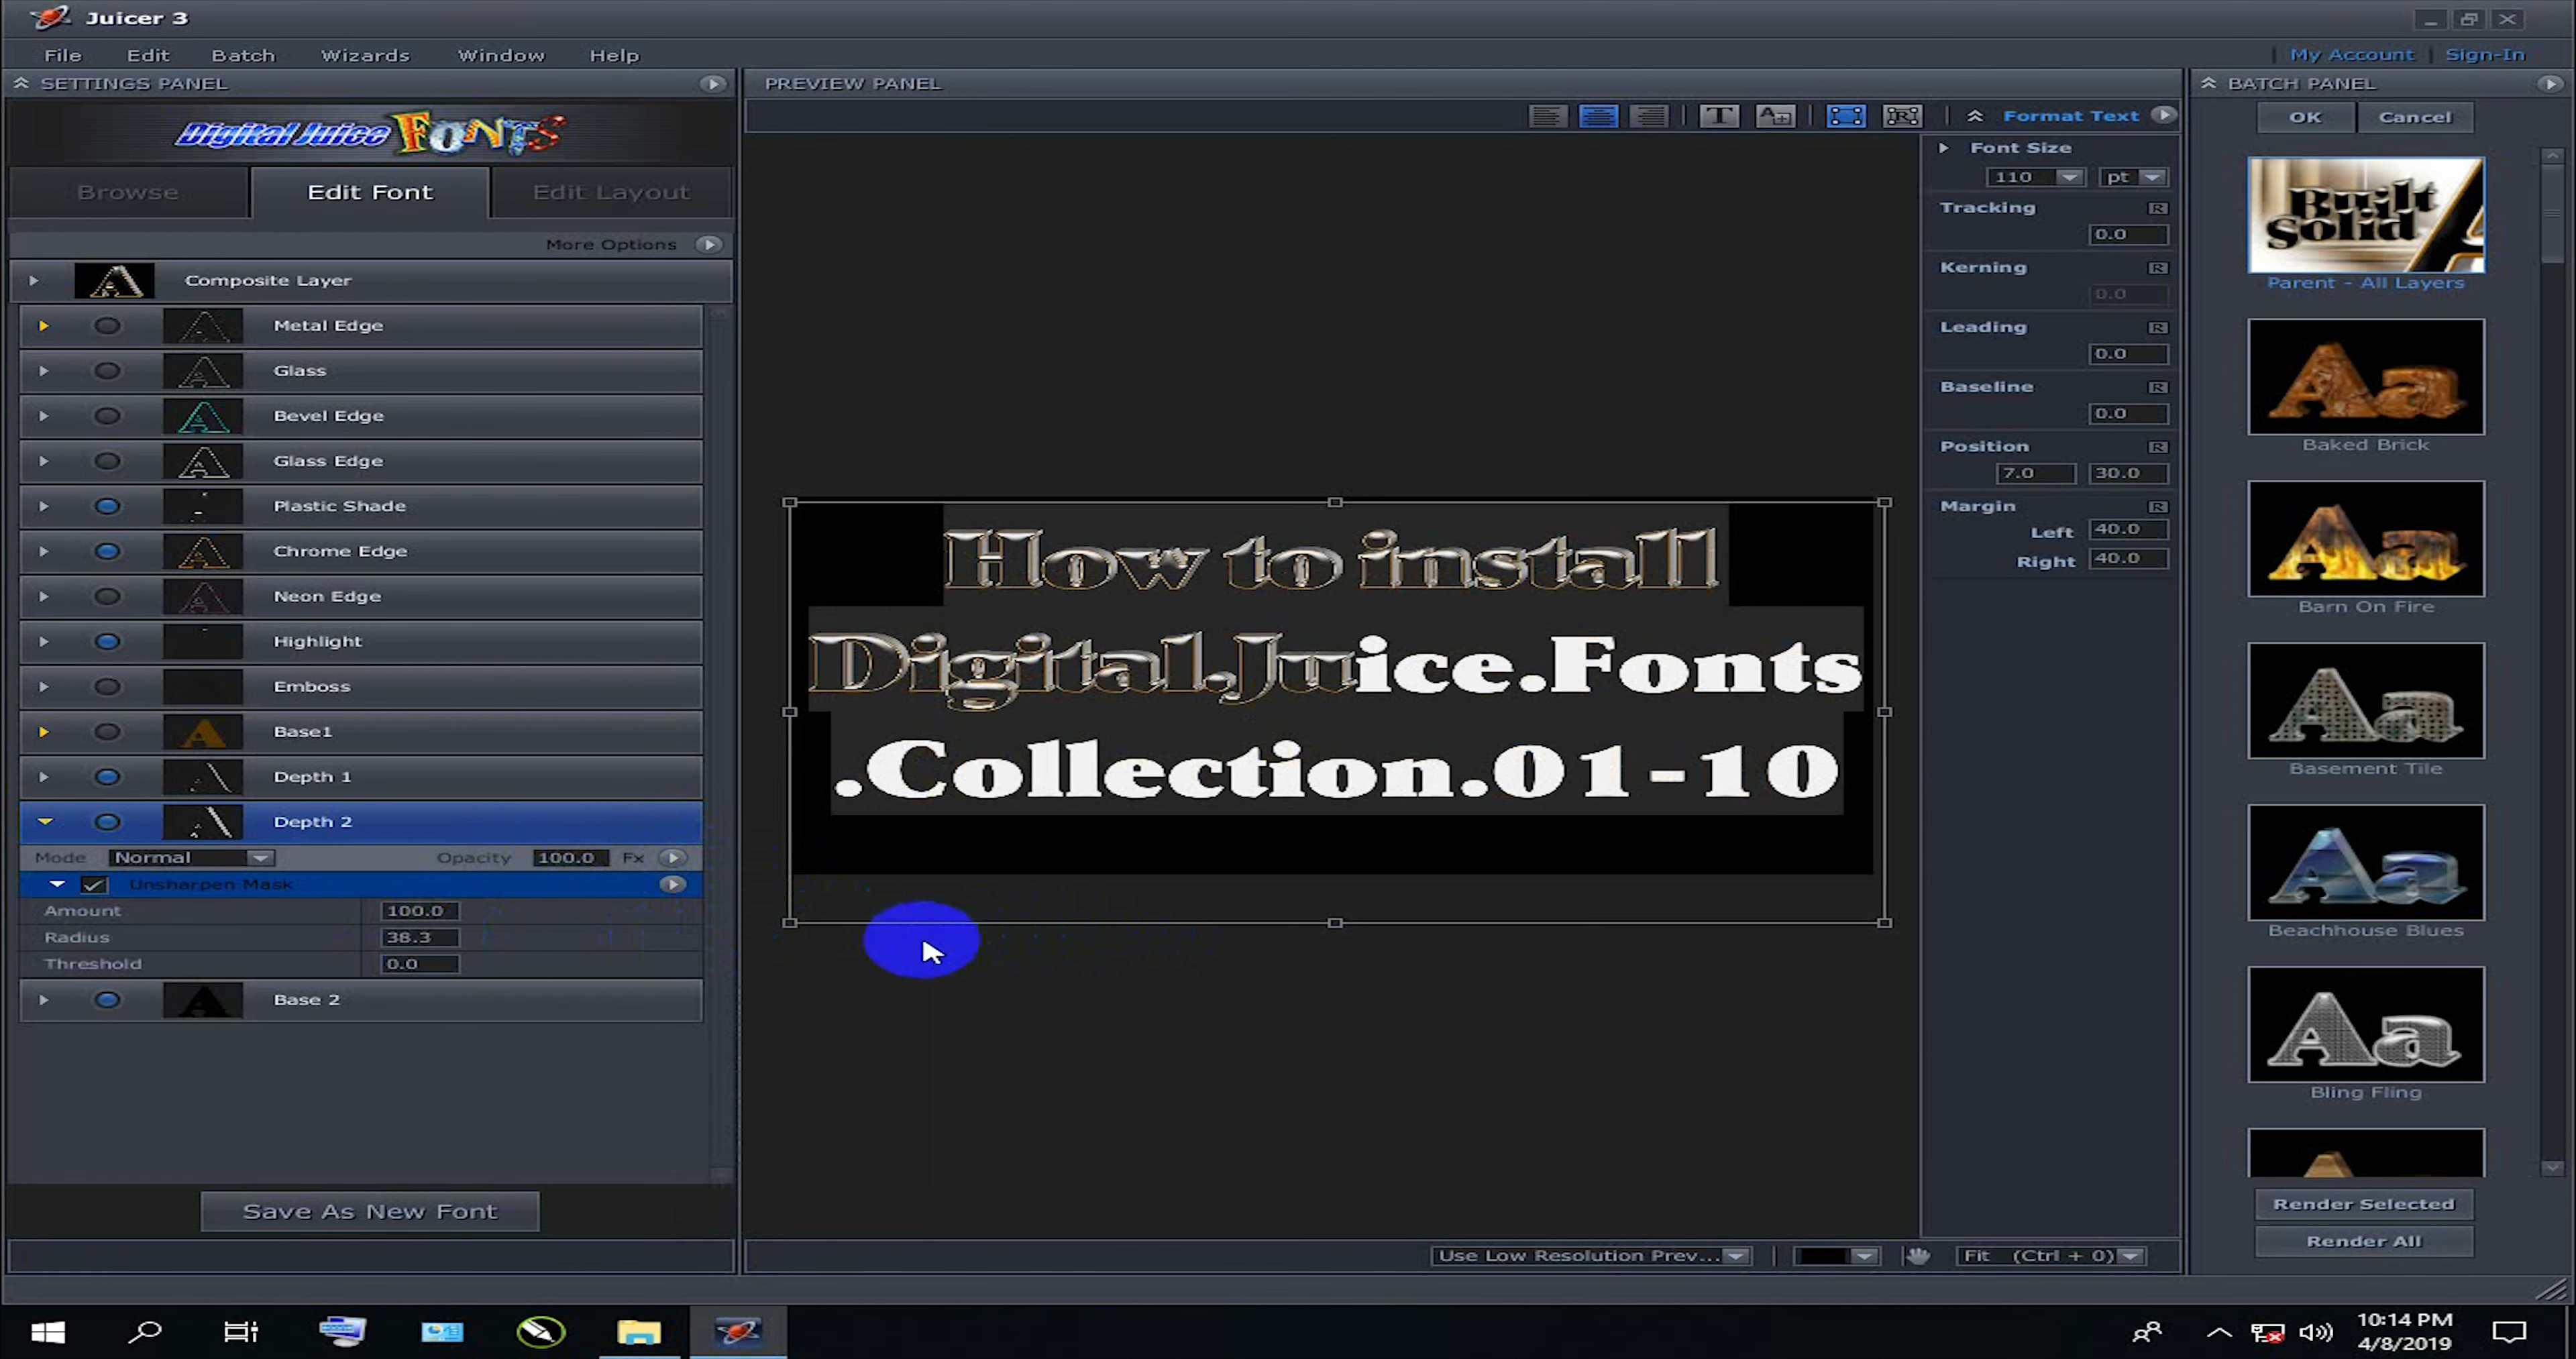 Juicer 3
File Edit Batch Wizards Window Help
My Account Sign-In
SETTINGS PANEL
Digital Juice FONTS
Browse Edit Font Edit Layout
More Options
Composite Layer
Metal Edge
Glass
Bevel Edge
Glass Edge
Plastic Shade
Chrome Edge
Neon Edge
Highlight
Emboss
Base1
Depth 1
Depth 2
Mode Normal Opacity 100.0 Fx
Unsharpen Mask
Amount 100.0
Radius 38.3
Threshold 0.0
Base 2
Save As New Font
PREVIEW PANEL
Format Text
How to install
Digital.Juice.Fonts
.Collection.01-10
Font Size
110 pt
Tracking R
0.0
Kerning R
0.0
Leading R
0.0
Baseline R
0.0
Position R
7.0 30.0
Margin R
Left 40.0
Right 40.0
Use Low Resolution Prev... Fit (Ctrl + 0)
BATCH PANEL
OK Cancel
Built
Solid
Parent - All Layers
Aa
Baked Brick
Aa
Barn On Fire
Aa
Basement Tile
Aa
Beachhouse Blues
Aa
Bling Fling
Render Selected
Render All
10:14 PM
4/8/2019